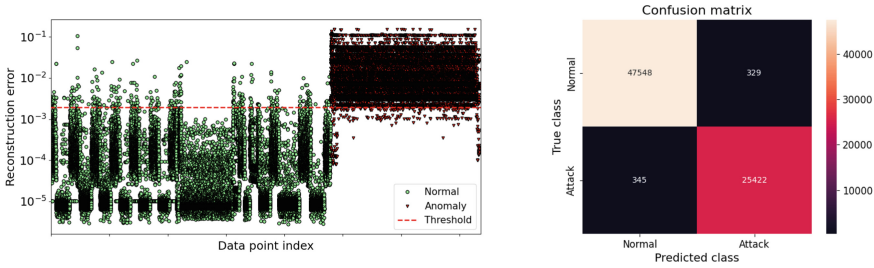 Reconstruction error
10⁻¹
10⁻²
10⁻³
10⁻⁴
10⁻⁵
Normal
Anomaly
Threshold
Data point index
Confusion matrix
True class
Normal
Attack
47548
329
345
25422
Normal
Attack
Predicted class
40000
30000
20000
10000